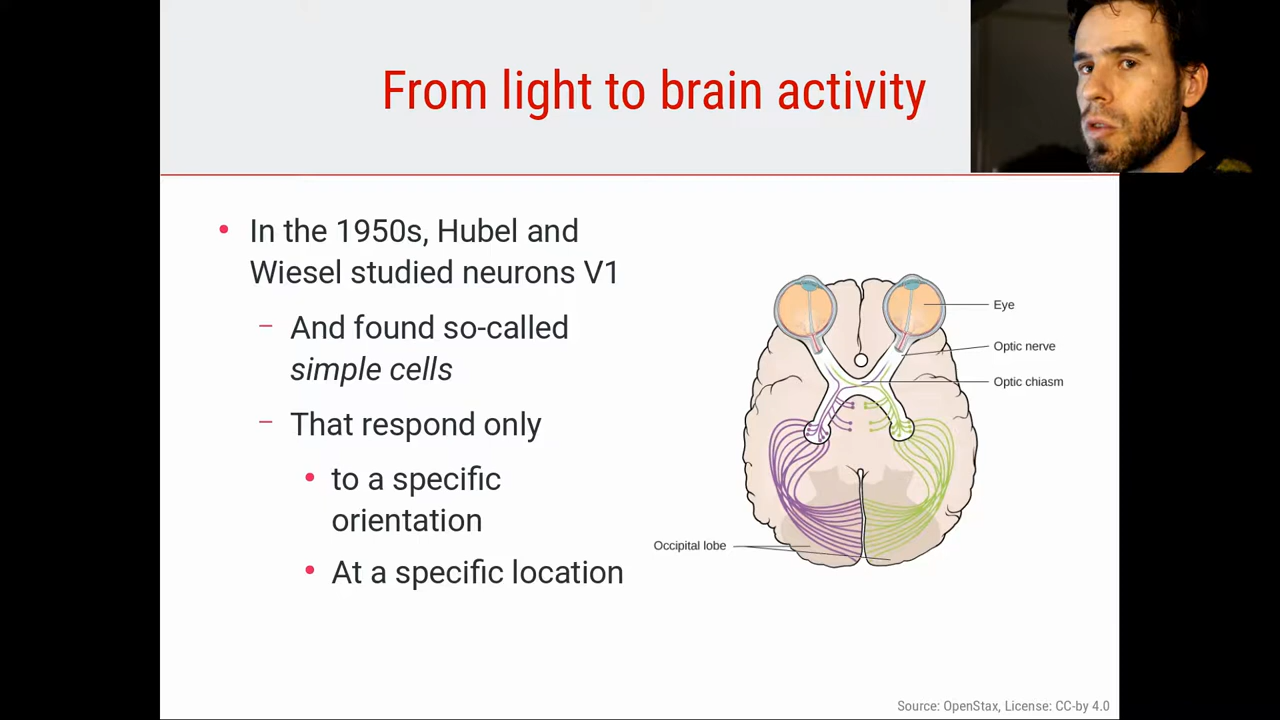 From light to brain activity
• In the 1950s, Hubel and
Wiesel studied neurons V1
– And found so-called
simple cells
– That respond only
• to a specific
orientation
• At a specific location
Eye
Optic nerve
Optic chiasm
Occipital lobe
Source: OpenStax, License: CC-by 4.0